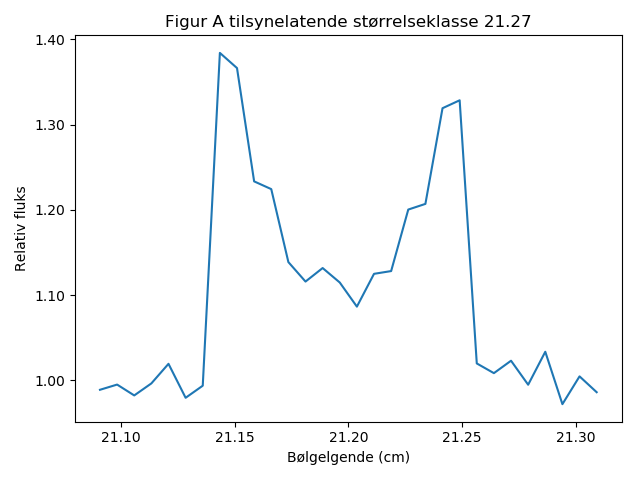 Figur A tilsynelatende størrelseklasse 21.27
1.40
1.30
1.20
1.10
1.00
Relativ fluks
21.10 21.15 21.20 21.25 21.30
Bølgelgende (cm)